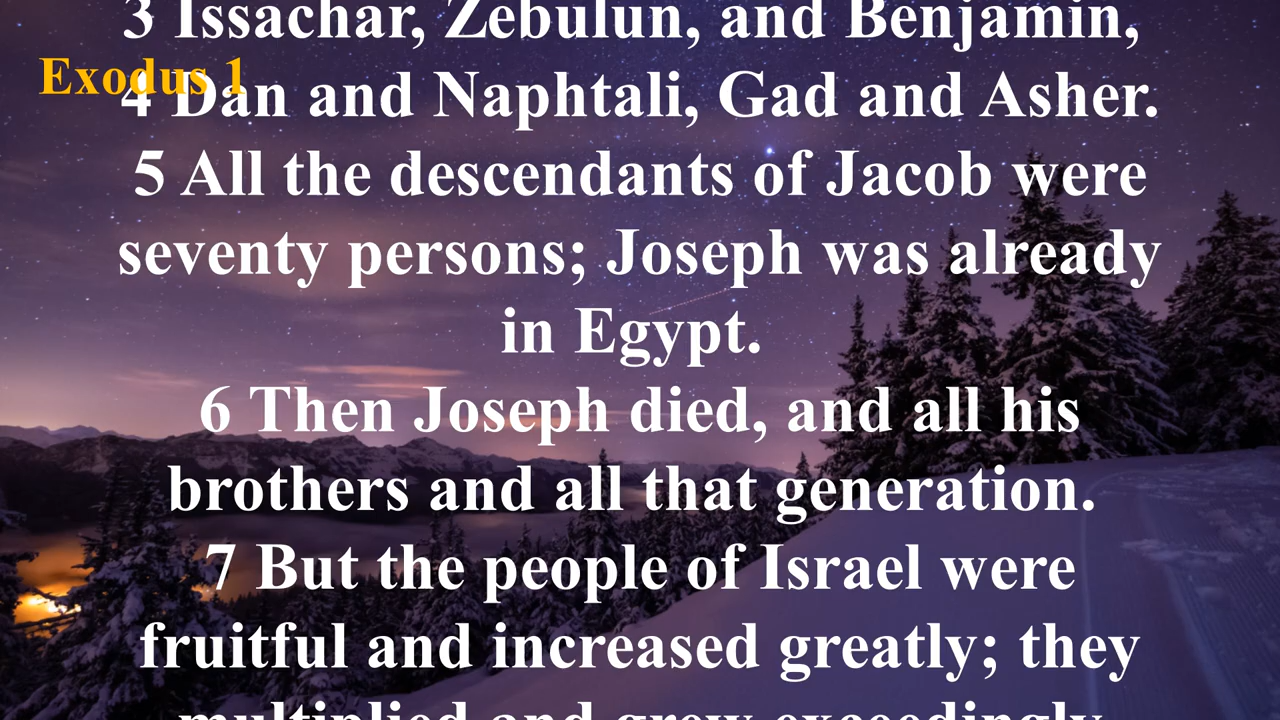 3 Issachar, Zebulun, and Benjamin,
Exodus 1
4 Dan and Naphtali, Gad and Asher.
5 All the descendants of Jacob were
seventy persons; Joseph was already
in Egypt.
6 Then Joseph died, and all his
brothers and all that generation.
7 But the people of Israel were
fruitful and increased greatly; they
multiplied and grew exceedingly